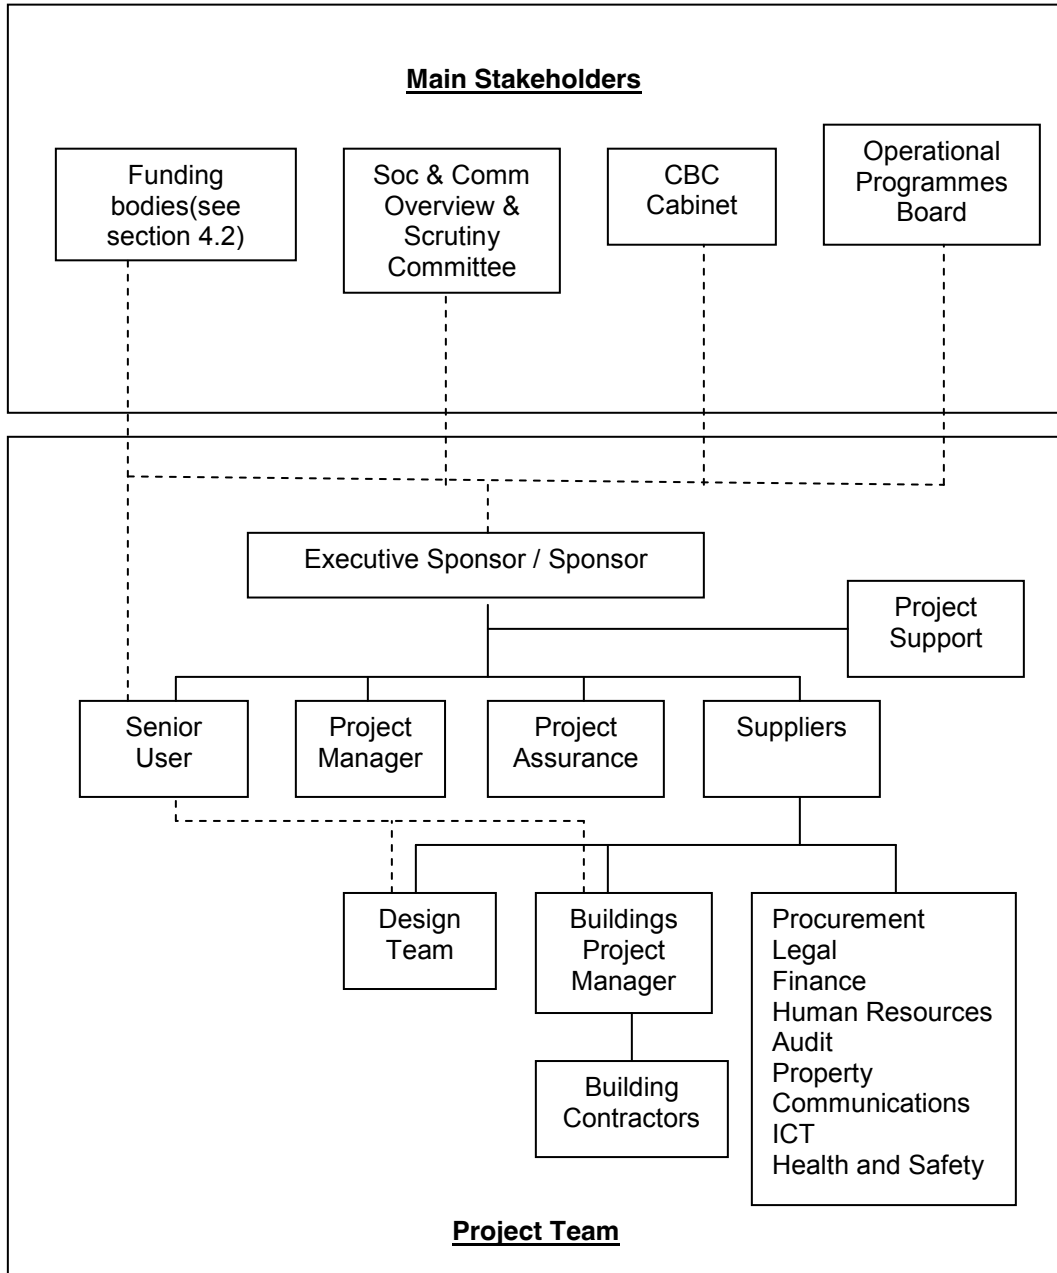 Main Stakeholders
Funding
bodies(see
section 4.2)
Soc & Comm
Overview &
Scrutiny
Committee
CBC
Cabinet
Operational
Programmes
Board
Executive Sponsor / Sponsor
Project
Support
Senior
User
Project
Manager
Project
Assurance
Suppliers
Design
Team
Buildings
Project
Manager
Procurement
Legal
Finance
Human Resources
Audit
Property
Communications
ICT
Health and Safety
Building
Contractors
Project Team